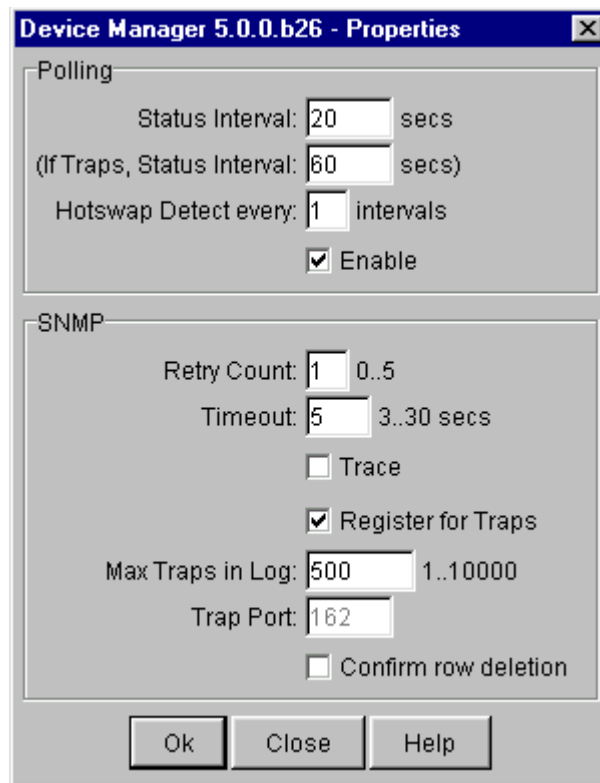 Device Manager 5.0.0.b26 - Properties
Polling
Status Interval: 20 secs
(If Traps, Status Interval: 60 secs)
Hotswap Detect every: 1 intervals
Enable
SNMP
Retry Count: 1 0..5
Timeout: 5 3..30 secs
Trace
Register for Traps
Max Traps in Log: 500 1..10000
Trap Port: 162
Confirm row deletion
Ok Close Help